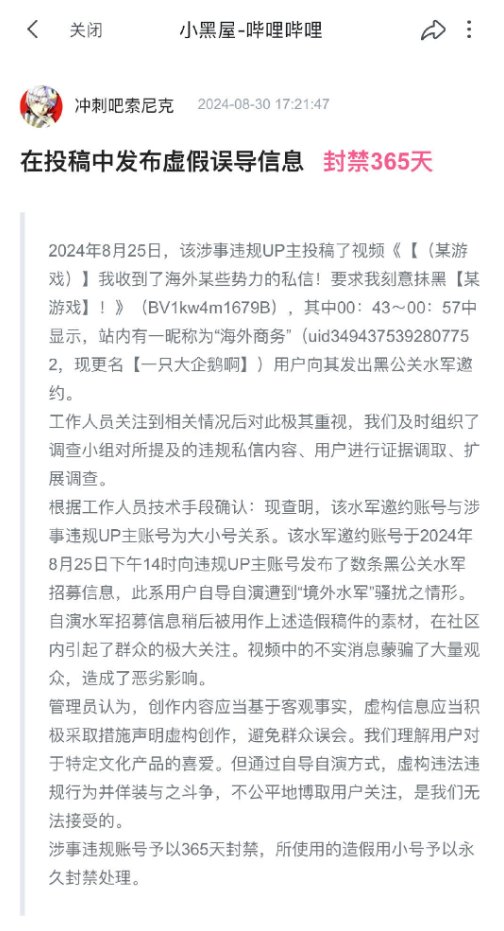 关闭
小黑屋-哔哩哔哩
冲刺吧索尼克
2024-08-30 17:21:47
在投稿中发布虚假误导信息 封禁365天
2024年8月25日，该涉事违规UP主投稿了视频《【（某游
戏）】我收到了海外某些势力的私信！要求我刻意抹黑【某
游戏】！》（BV1kw4m1679B），其中00：43～00：57中
显示，站内有一昵称为“海外商务”（uid349437539280775
2，现更名【一只大企鹅啊】）用户向其发出黑公关水军邀
约。
工作人员关注到相关情况后对此极其重视，我们及时组织了
调查小组对所提及的违规私信内容、用户进行证据调取、扩
展调查。
根据工作人员技术手段确认：现查明，该水军邀约账号与涉
事违规UP主账号为大小号关系。该水军邀约账号于2024年
8月25日下午14时向违规UP主账号发布了数条黑公关水军
招募信息，此系用户自导自演遭到“境外水军”骚扰之情形。
自演水军招募信息稍后被用作上述造假稿件的素材，在社区
内引起了群众的极大关注。视频中的不实消息蒙骗了大量观
众，造成了恶劣影响。
管理员认为，创作内容应当基于客观事实，虚构信息应当积
极采取措施声明虚构创作，避免群众误会。我们理解用户对
于特定文化产品的喜爱。但通过自导自演方式，虚构违法违
规行为并佯装与之斗争，不公平地博取用户关注，是我们无
法接受的。
涉事违规账号予以365天封禁，所使用的造假用小号予以永
久封禁处理。